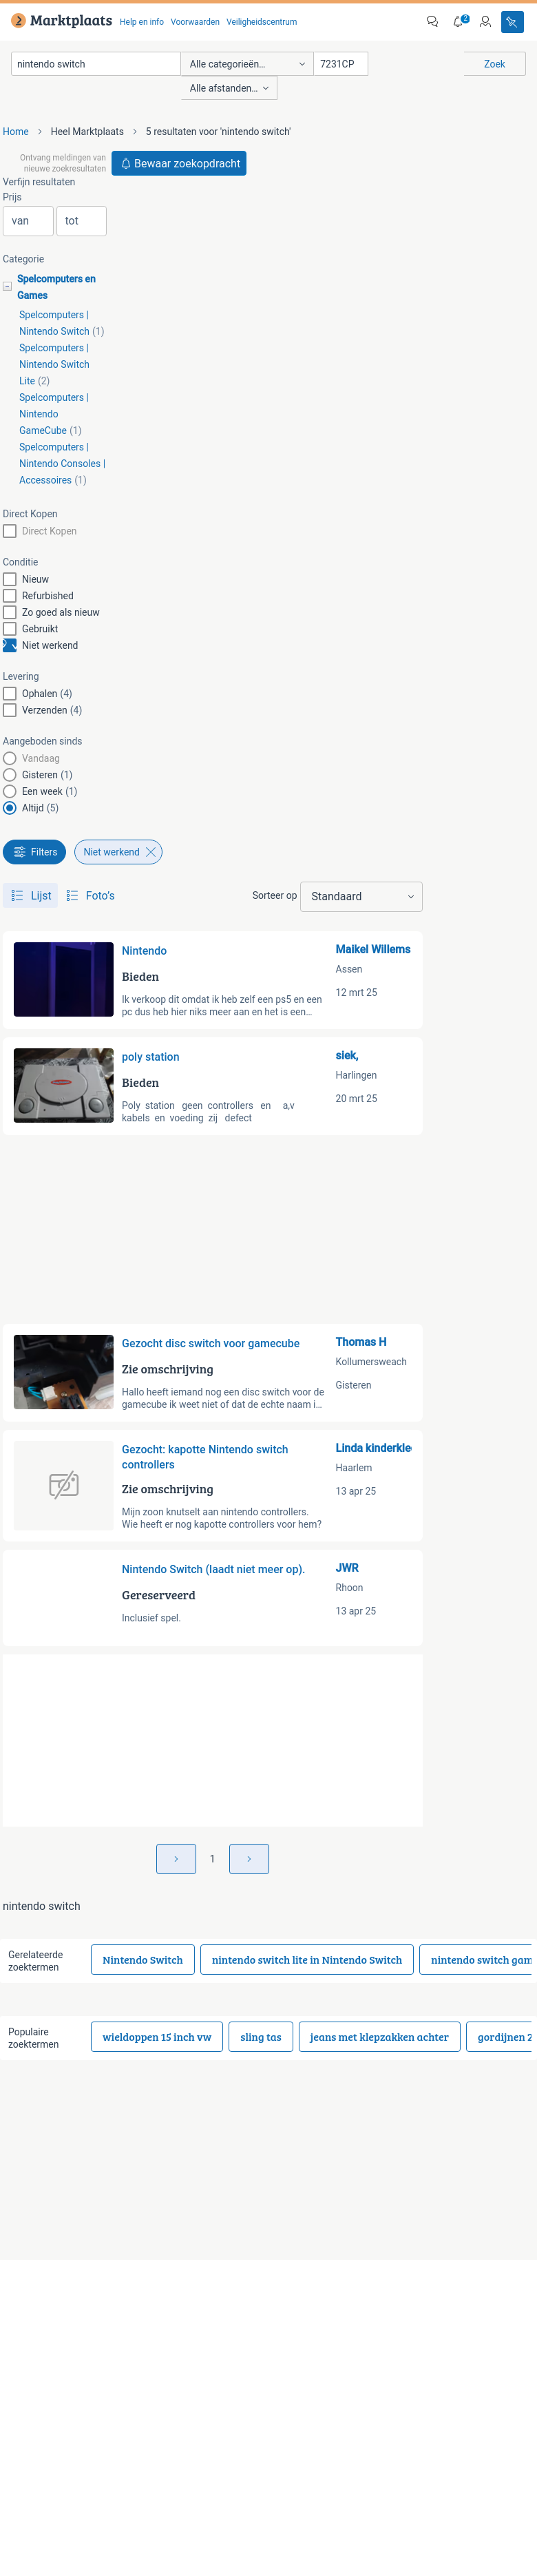 Marktplaats
Help en info
Voorwaarden
Veiligheidscentrum
2
nintendo switch
Alle categorieën...
7231CP
Zoek
Alle afstanden...
Home
Heel Marktplaats
5 resultaten voor 'nintendo switch'
Ontvang meldingen van
nieuwe zoekresultaten
Bewaar zoekopdracht
Verfijn resultaten
Prijs
van
tot
Categorie
Spelcomputers en
Games
Spelcomputers |
Nintendo Switch (1)
Spelcomputers |
Nintendo Switch
Lite (2)
Spelcomputers |
Nintendo
GameCube (1)
Spelcomputers |
Nintendo Consoles |
Accessoires (1)
Direct Kopen
Direct Kopen
Conditie
Nieuw
Refurbished
Zo goed als nieuw
Gebruikt
Niet werkend
Levering
Ophalen (4)
Verzenden (4)
Aangeboden sinds
Vandaag
Gisteren (1)
Een week (1)
Altijd (5)
Filters
Niet werkend
Lijst
Foto's
Sorteer op
Standaard
Nintendo
Bieden
Ik verkoop dit omdat ik heb zelf een ps5 en een
pc dus heb hier niks meer aan en het is een...
Maikel Willems
Assen
12 mrt 25
poly station
Bieden
Poly station geen controllers en a,v
kabels en voeding zij defect
siek,
Harlingen
20 mrt 25
Gezocht disc switch voor gamecube
Zie omschrijving
Hallo heeft iemand nog een disc switch voor de
gamecube ik weet niet of dat de echte naam i...
Thomas H
Kollumersweach
Gisteren
Gezocht: kapotte Nintendo switch
controllers
Zie omschrijving
Mijn zoon knutselt aan nintendo controllers.
Wie heeft er nog kapotte controllers voor hem?
Linda kinderkle
Haarlem
13 apr 25
Nintendo Switch (laadt niet meer op).
Gereserveerd
Inclusief spel.
JWR
Rhoon
13 apr 25
1
nintendo switch
Gerelateerde
zoektermen
Nintendo Switch
nintendo switch lite in Nintendo Switch
nintendo switch gam
Populaire
zoektermen
wieldoppen 15 inch vw
sling tas
jeans met klepzakken achter
gordijnen 2